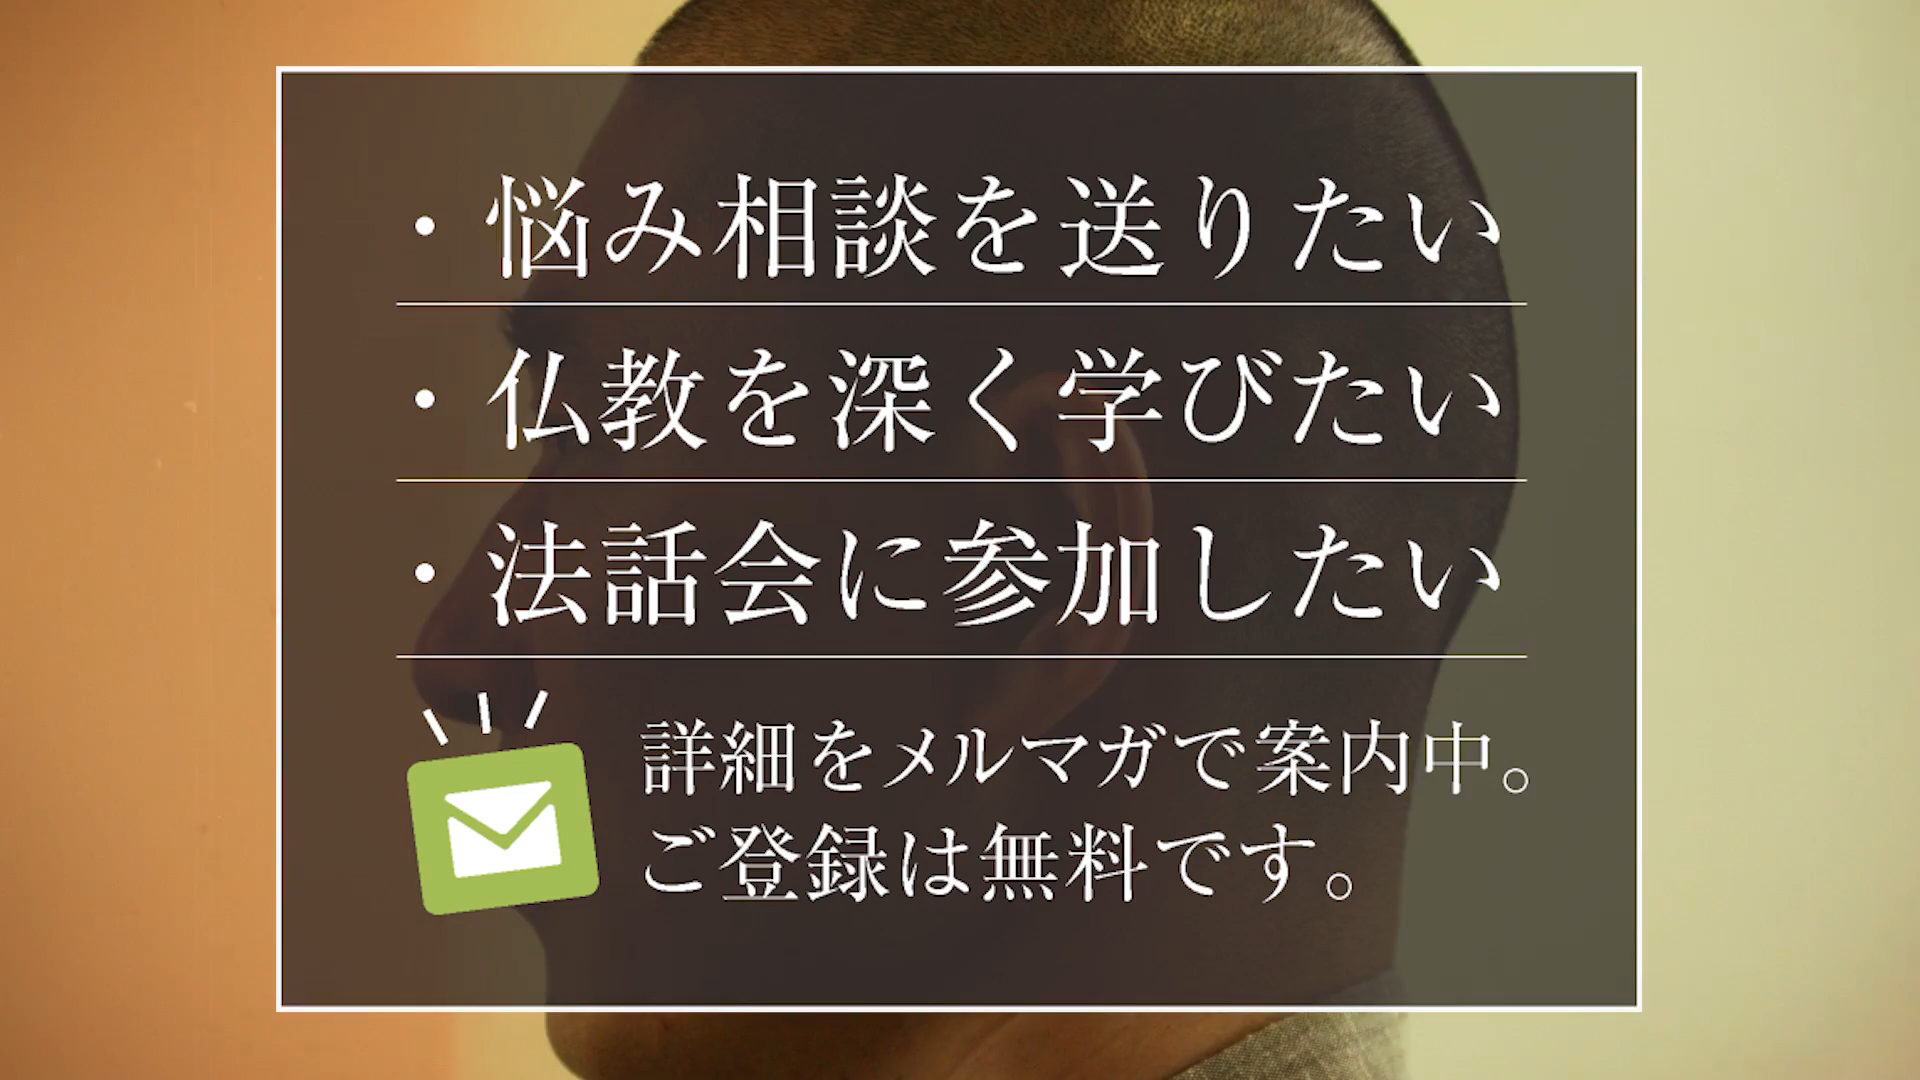 ・悩み相談を送りたい
・仏教を深く学びたい
・法話会に参加したい
詳細をメルマガで案内中。
ご登録は無料です。